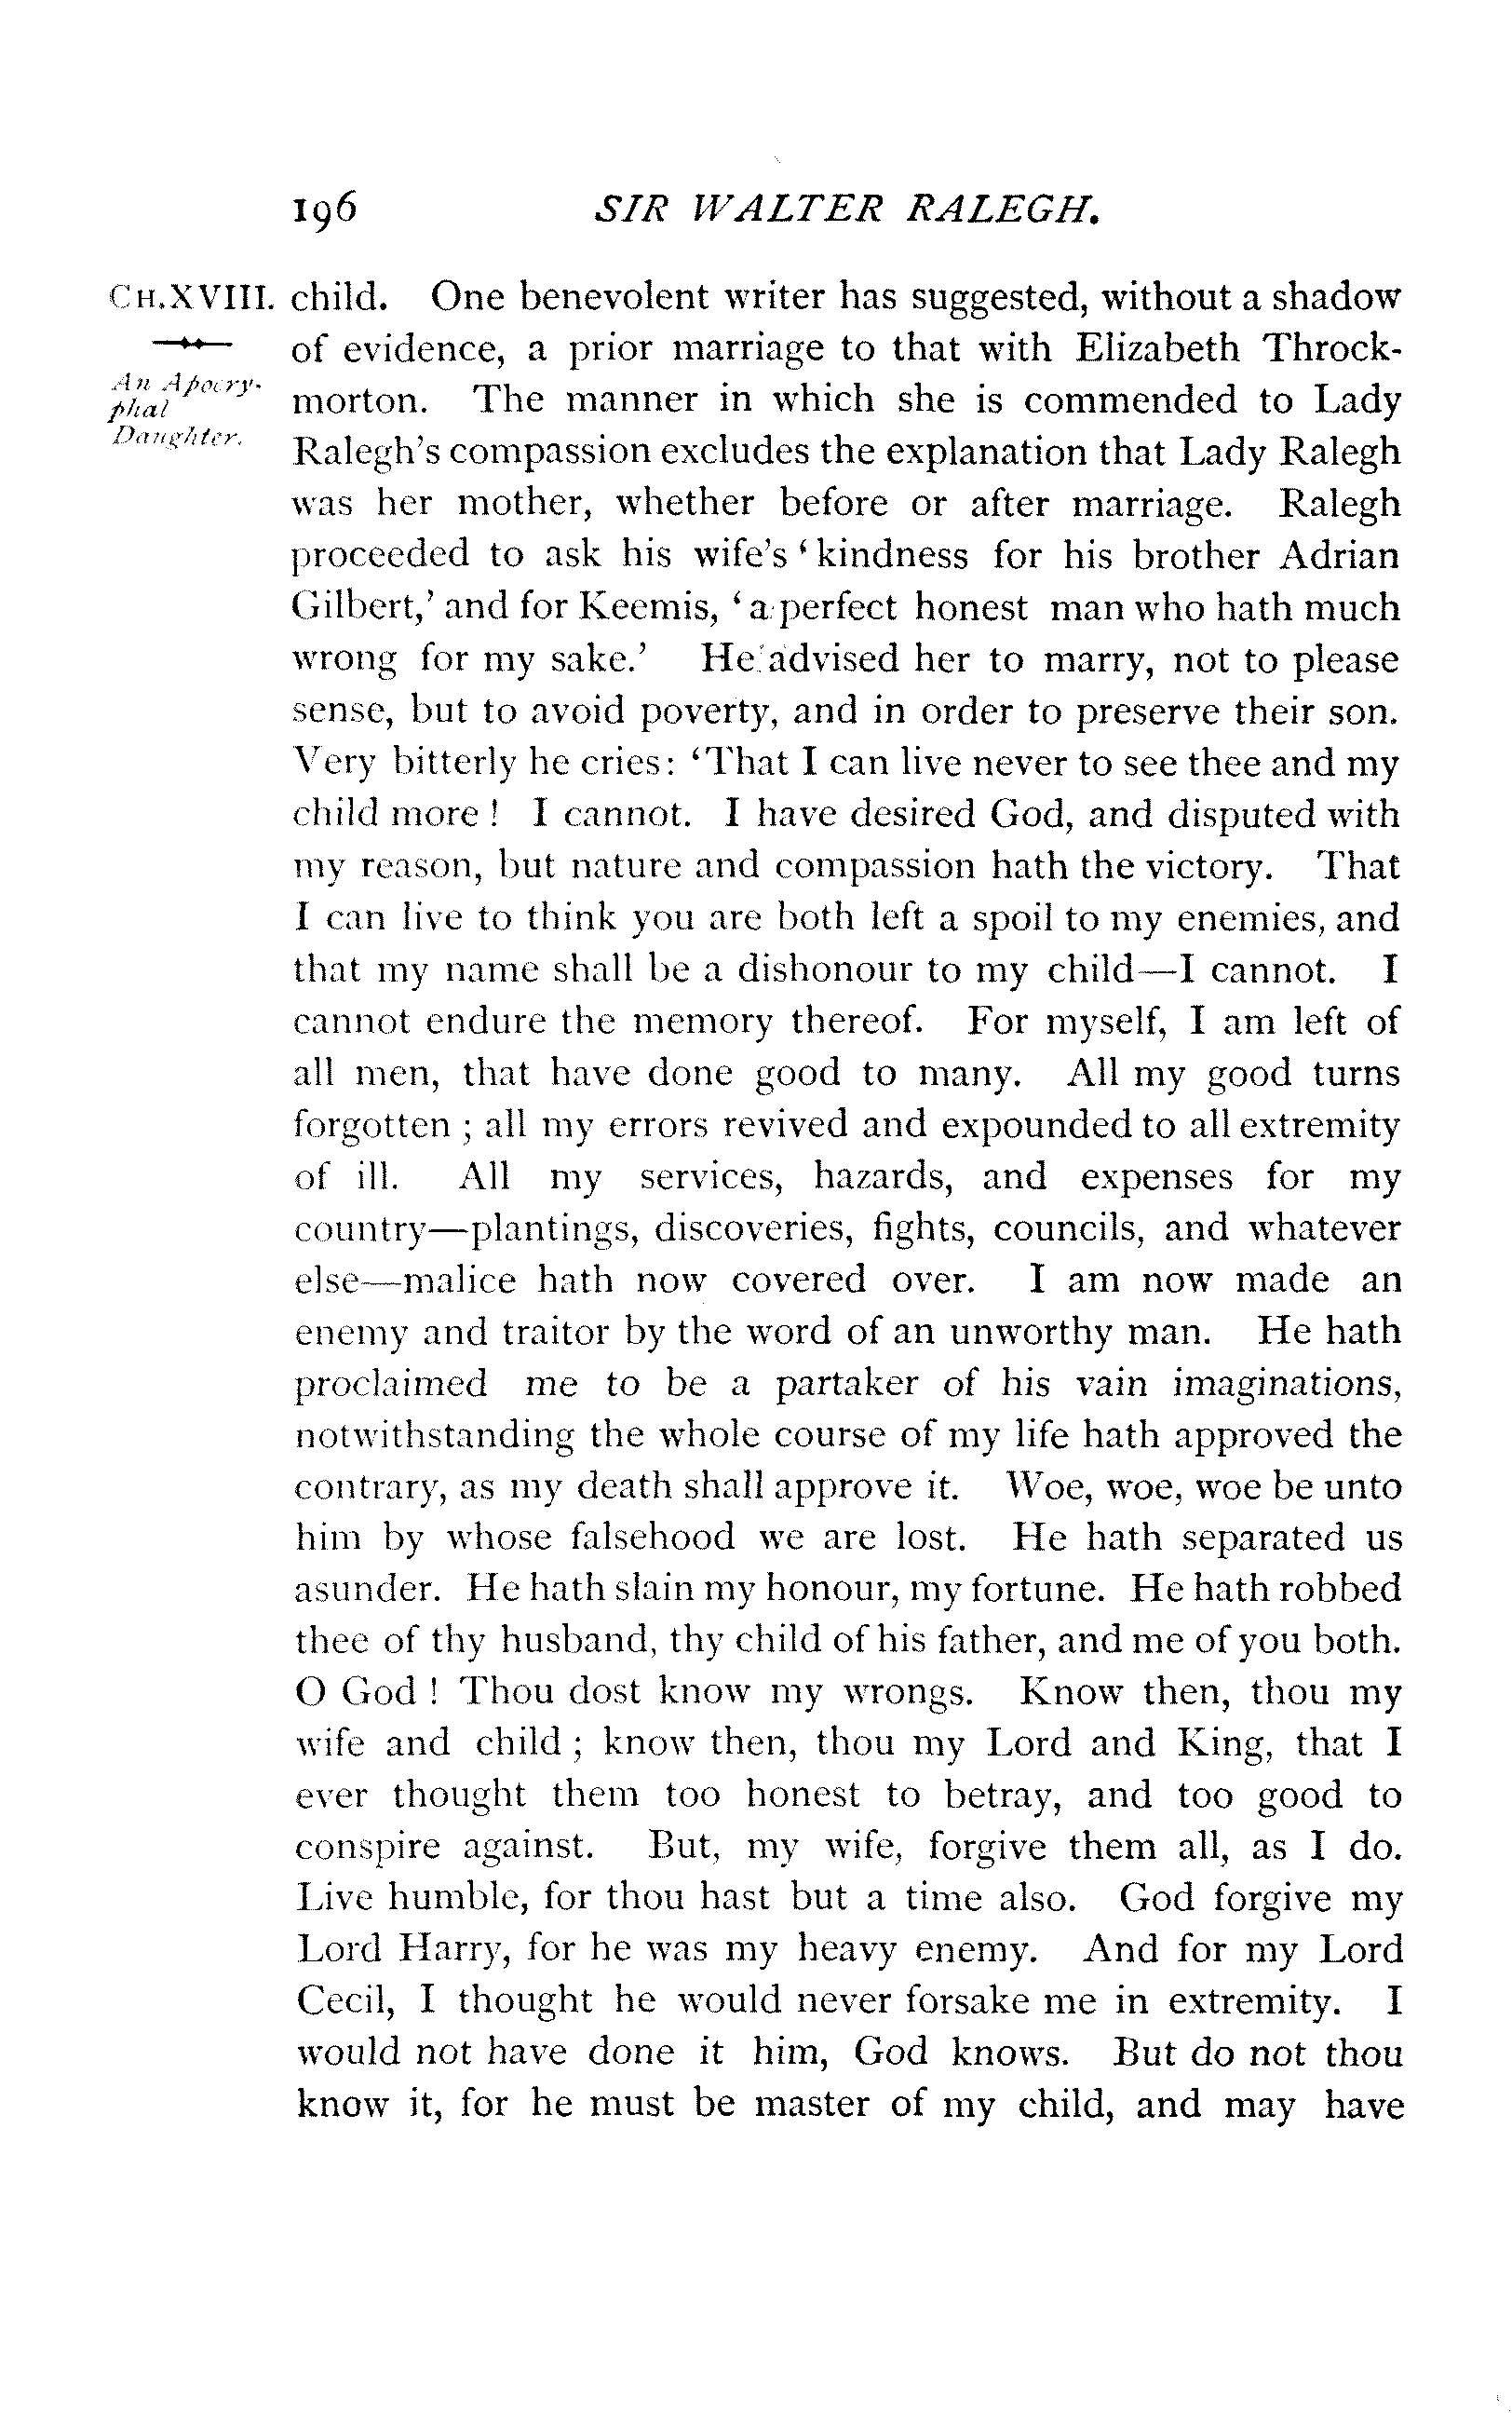 196 SIR WALTER RALEGH.
CH. XVIII.
An Apocry-
phal
Daughter.
child. One benevolent writer has suggested, without a shadow
of evidence, a prior marriage to that with Elizabeth Throck-
morton. The manner in which she is commended to Lady
Ralegh's compassion excludes the explanation that Lady Ralegh
was her mother, whether before or after marriage. Ralegh
proceeded to ask his wife's ‘kindness for his brother Adrian
Gilbert,’ and for Keemis, ‘a perfect honest man who hath much
wrong for my sake.’ He advised her to marry, not to please
sense, but to avoid poverty, and in order to preserve their son.
Very bitterly he cries: ‘That I can live never to see thee and my
child more! I cannot. I have desired God, and disputed with
my reason, but nature and compassion hath the victory. That
I can live to think you are both left a spoil to my enemies, and
that my name shall be a dishonour to my child—I cannot. I
cannot endure the memory thereof. For myself, I am left of
all men, that have done good to many. All my good turns
forgotten; all my errors revived and expounded to all extremity
of ill. All my services, hazards, and expenses for my
country—plantings, discoveries, fights, councils, and whatever
else—malice hath now covered over. I am now made an
enemy and traitor by the word of an unworthy man. He hath
proclaimed me to be a partaker of his vain imaginations,
notwithstanding the whole course of my life hath approved the
contrary, as my death shall approve it. Woe, woe, woe be unto
him by whose falsehood we are lost. He hath separated us
asunder. He hath slain my honour, my fortune. He hath robbed
thee of thy husband, thy child of his father, and me of you both.
O God! Thou dost know my wrongs. Know then, thou my
wife and child; know then, thou my Lord and King, that I
ever thought them too honest to betray, and too good to
conspire against. But, my wife, forgive them all, as I do.
Live humble, for thou hast but a time also. God forgive my
Lord Harry, for he was my heavy enemy. And for my Lord
Cecil, I thought he would never forsake me in extremity. I
would not have done it him, God knows. But do not thou
know it, for he must be master of my child, and may have